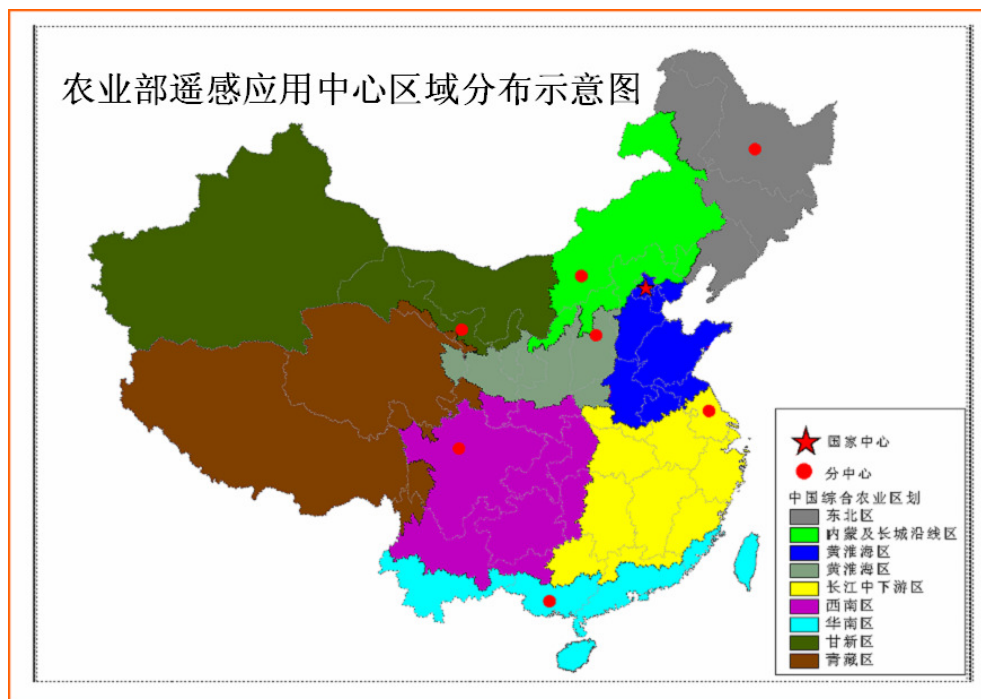 农业部遥感应用中心区域分布示意图
国家中心
分中心
中国综合农业区划
东北区
内蒙及长城沿线区
黄淮海区
黄淮海区
长江中下游区
西南区
华南区
甘新区
青藏区